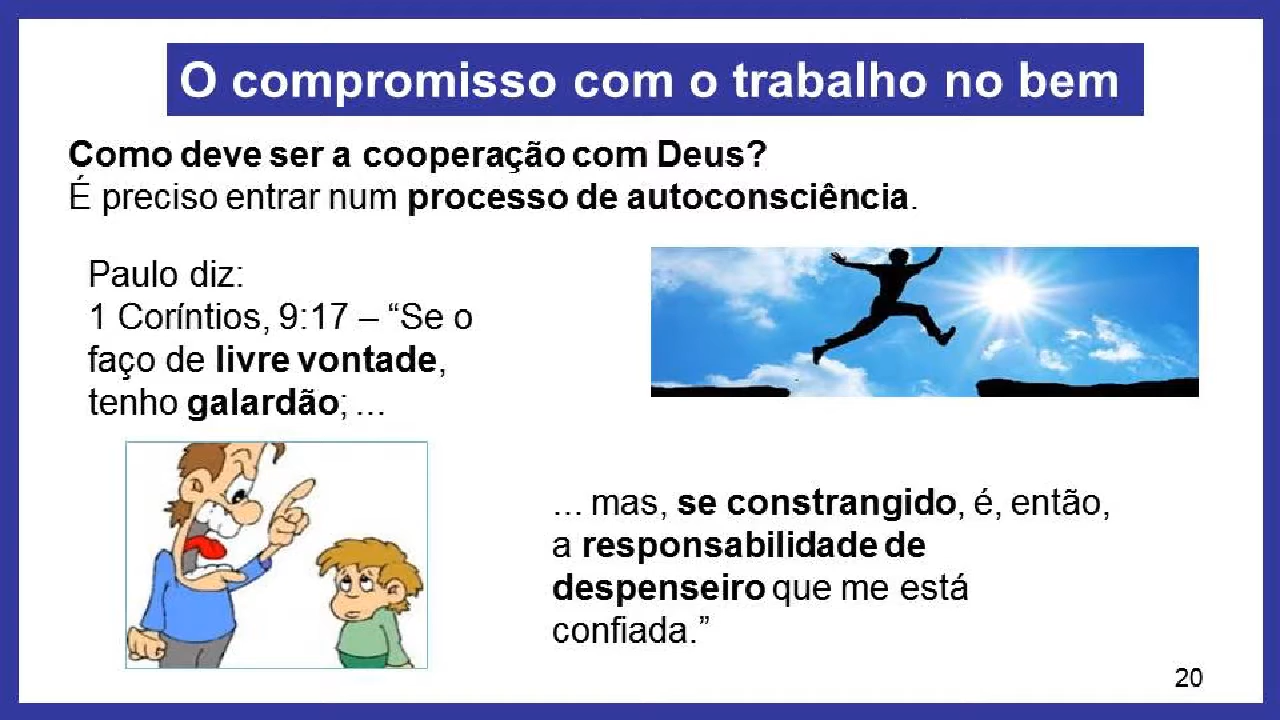 O compromisso com o trabalho no bem
Como deve ser a cooperação com Deus?
É preciso entrar num processo de autoconsciência.
Paulo diz:
1 Coríntios, 9:17 – “Se o
faço de livre vontade,
tenho galardão; ...
... mas, se constrangido, é, então,
a responsabilidade de
despenseiro que me está
confiada.”
20